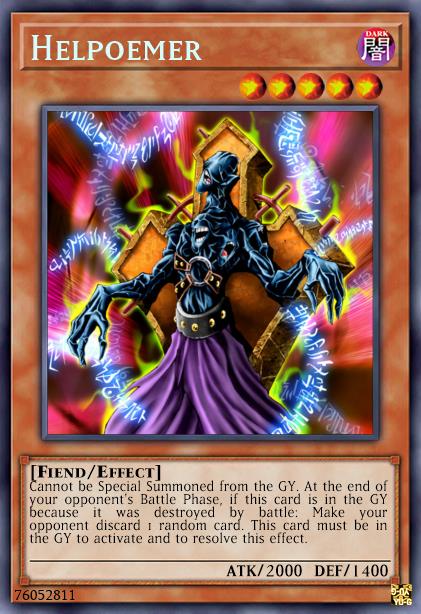 HELPOEMER
DARK
闇
[FIEND/EFFECT]
Cannot be Special Summoned from the GY. At the end of
your opponent's Battle Phase, if this card is in the GY
because it was destroyed by battle: Make your
opponent discard 1 random card. This card must be in
the GY to activate and to resolve this effect.
ATK/2000 DEF/1400
76052811